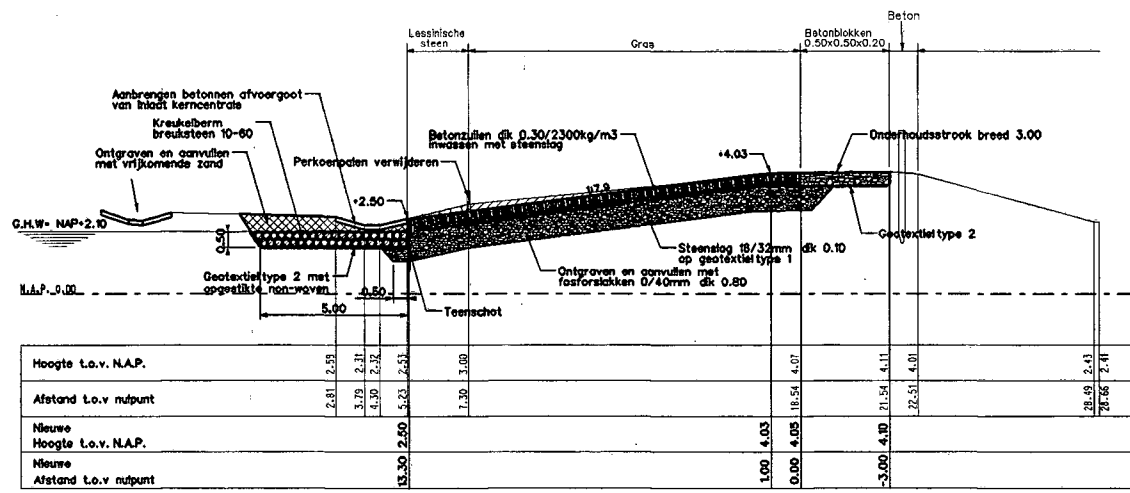 Lessinische
steen
Gras
Betonblokken
0.50x0.50x0.20
Beton
Aanbrengen betonnen afvoergoot
van inlaat kerncentrale
Kreukelberm
breuksteen 10-60
Ontgraven en aanvullen
met vrijkomende zand
Perkoenpalen verwijderen
Betonzuilen dik 0.30/2300kg/m3
inwassen met steenslag
+4.03
Onderhoudsstrook breed 3.00
+2.50
1:7.9
G.H.W= NAP+2.10
0.50
Geotextiel type 2
Steenslag 18/32mm dik 0.10
op geotextiel type 1
Geotextiel type 2 met
opgestikte non-woven
Ontgraven en aanvullen met
fosforslakken 0/40mm dik 0.80
N.A.P. 0.00
0.50
5.00
Teenschot
Hoogte t.o.v. N.A.P. 2.59 2.31 2.32 2.53 3.00 4.07 4.11 4.01 2.43 2.41
Afstand t.o.v nulpunt 2.81 3.79 4.30 5.23 7.30 18.54 21.54 22.51 28.49 28.66
Nieuwe
Hoogte t.o.v. N.A.P. 2.50 4.03 4.05 4.10
Nieuwe
Afstand t.o.v nulpunt 13.30 1.00 0.00 -3.00